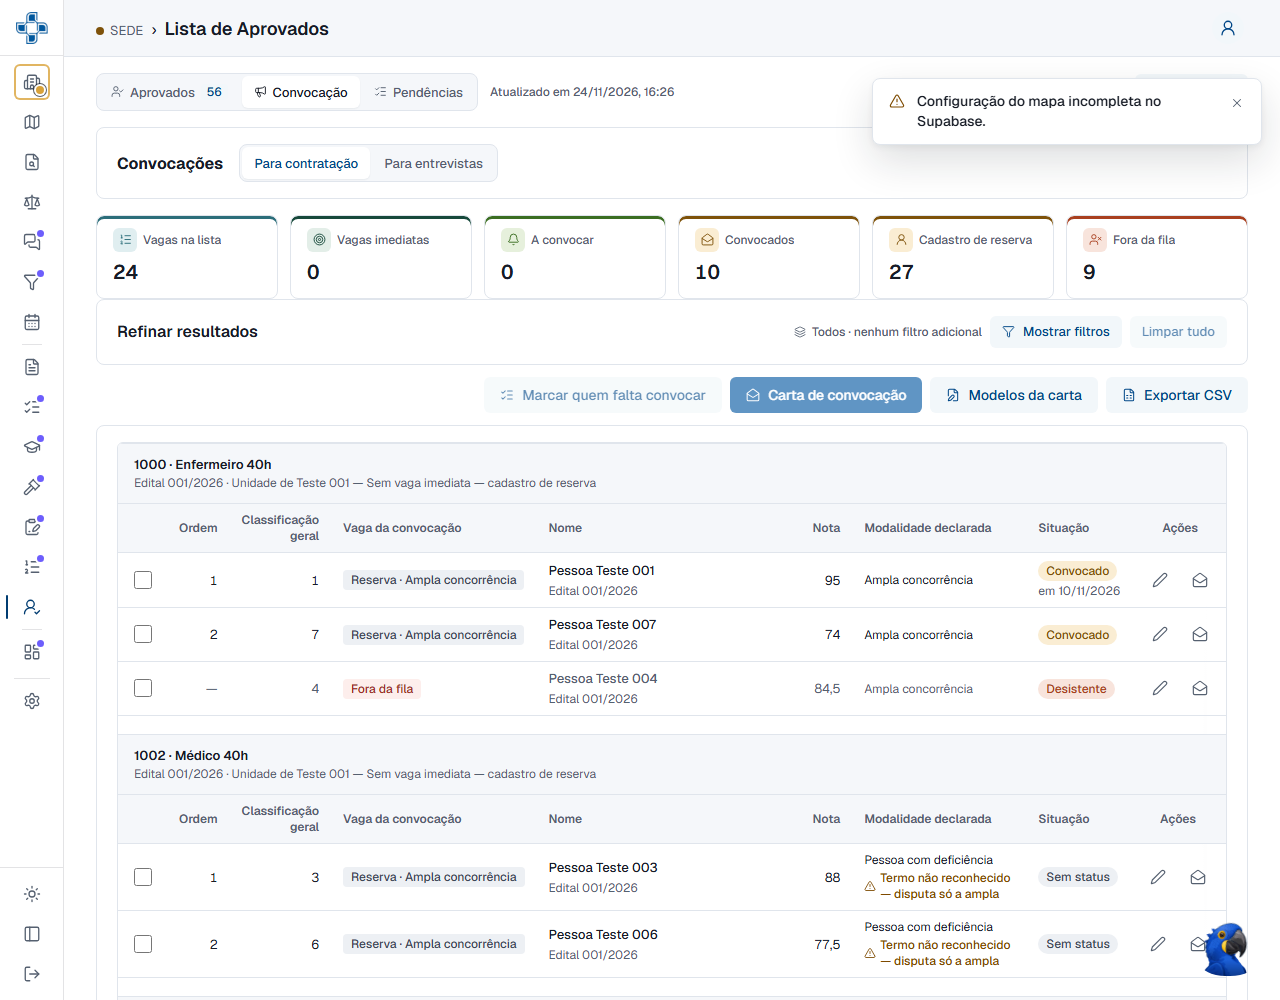 SEDE › Lista de Aprovados
Aprovados 56 Convocação Pendências Atualizado em 24/11/2026, 16:26
Configuração do mapa incompleta no
Supabase.
Convocações Para contratação Para entrevistas
Vagas na lista
24
Vagas imediatas
0
A convocar
0
Convocados
10
Cadastro de reserva
27
Fora da fila
9
Refinar resultados Todos · nenhum filtro adicional Mostrar filtros Limpar tudo
Marcar quem falta convocar Carta de convocação Modelos da carta Exportar CSV
1000 · Enfermeiro 40h
Edital 001/2026 · Unidade de Teste 001 — Sem vaga imediata — cadastro de reserva
Ordem Classificação geral Vaga da convocação Nome Nota Modalidade declarada Situação Ações
1 1 Reserva · Ampla concorrência Pessoa Teste 001 95 Ampla concorrência Convocado
Edital 001/2026 em 10/11/2026
2 7 Reserva · Ampla concorrência Pessoa Teste 007 74 Ampla concorrência Convocado
Edital 001/2026
— 4 Fora da fila Pessoa Teste 004 84,5 Ampla concorrência Desistente
Edital 001/2026
1002 · Médico 40h
Edital 001/2026 · Unidade de Teste 001 — Sem vaga imediata — cadastro de reserva
Ordem Classificação geral Vaga da convocação Nome Nota Modalidade declarada Situação Ações
1 3 Reserva · Ampla concorrência Pessoa Teste 003 88 Pessoa com deficiência Sem status
Edital 001/2026 Termo não reconhecido
— disputa só a ampla
2 6 Reserva · Ampla concorrência Pessoa Teste 006 77,5 Pessoa com deficiência Sem status
Edital 001/2026 Termo não reconhecido
— disputa só a ampla